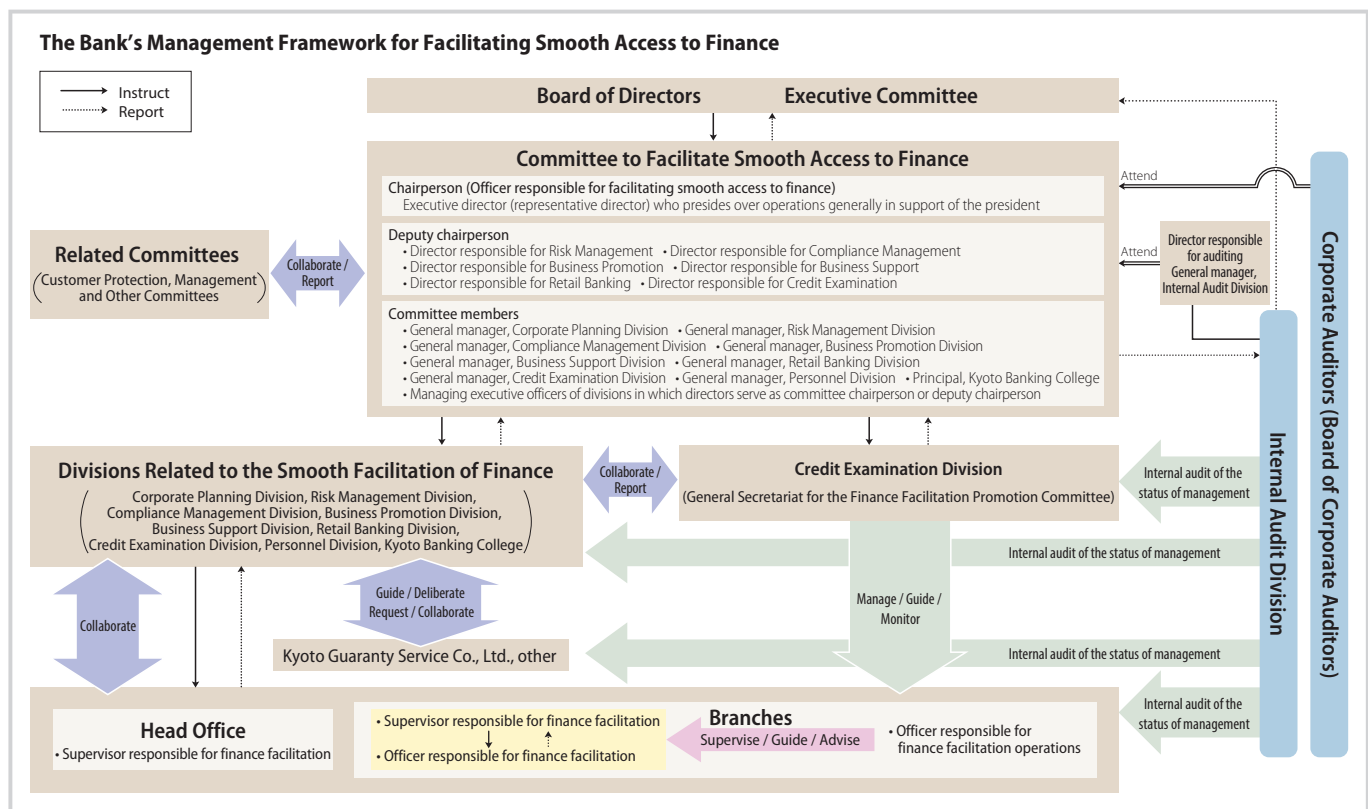 The Bank's Management Framework for Facilitating Smooth Access to Finance
Instruct
Report
Board of Directors Executive Committee
Committee to Facilitate Smooth Access to Finance
Chairperson (Officer responsible for facilitating smooth access to finance)
Executive director (representative director) who presides over operations generally in support of the president
Deputy chairperson
• Director responsible for Risk Management • Director responsible for Compliance Management
• Director responsible for Business Promotion • Director responsible for Business Support
• Director responsible for Retail Banking • Director responsible for Credit Examination
Committee members
• General manager, Corporate Planning Division • General manager, Risk Management Division
• General manager, Compliance Management Division • General manager, Business Promotion Division
• General manager, Business Support Division • General manager, Retail Banking Division
• General manager, Credit Examination Division • General manager, Personnel Division • Principal, Kyoto Banking College
• Managing executive officers of divisions in which directors serve as committee chairperson or deputy chairperson
Related Committees
(Customer Protection, Management
and Other Committees)
Collaborate /
Report
Attend
Attend
Director responsible
for auditing
General manager,
Internal Audit Division
Corporate Auditors (Board of Corporate Auditors)
Internal Audit Division
Divisions Related to the Smooth Facilitation of Finance
(Corporate Planning Division, Risk Management Division,
Compliance Management Division, Business Promotion Division,
Business Support Division, Retail Banking Division,
Credit Examination Division, Personnel Division, Kyoto Banking College)
Collaborate /
Report
Credit Examination Division
(General Secretariat for the Finance Facilitation Promotion Committee)
Internal audit of the
status of management
Internal audit of the status of management
Collaborate
Guide / Deliberate
Request / Collaborate
Manage / Guide /
Monitor
Kyoto Guaranty Service Co., Ltd., other
Internal audit of the status of management
Internal audit of the
status of management
Head Office
• Supervisor responsible for finance facilitation
Branches
• Supervisor responsible for finance facilitation
• Officer responsible for finance facilitation
Supervise / Guide / Advise
• Officer responsible for
finance facilitation operations